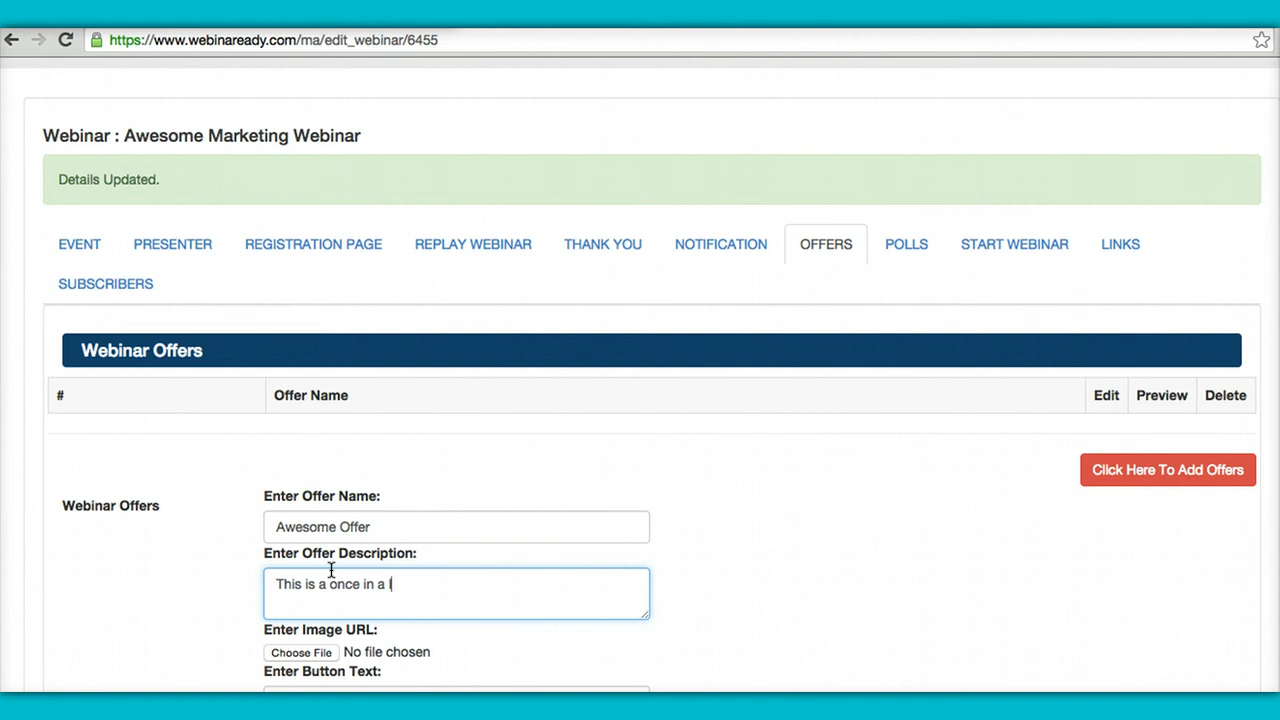 https://www.webinaready.com/ma/edit_webinar/6455
Webinar : Awesome Marketing Webinar
Details Updated.
EVENT PRESENTER REGISTRATION PAGE REPLAY WEBINAR THANK YOU NOTIFICATION OFFERS POLLS START WEBINAR LINKS
SUBSCRIBERS
Webinar Offers
# Offer Name Edit Preview Delete
Click Here To Add Offers
Webinar Offers
Enter Offer Name:
Awesome Offer
Enter Offer Description:
This is a once in a l
Enter Image URL:
Choose File No file chosen
Enter Button Text: